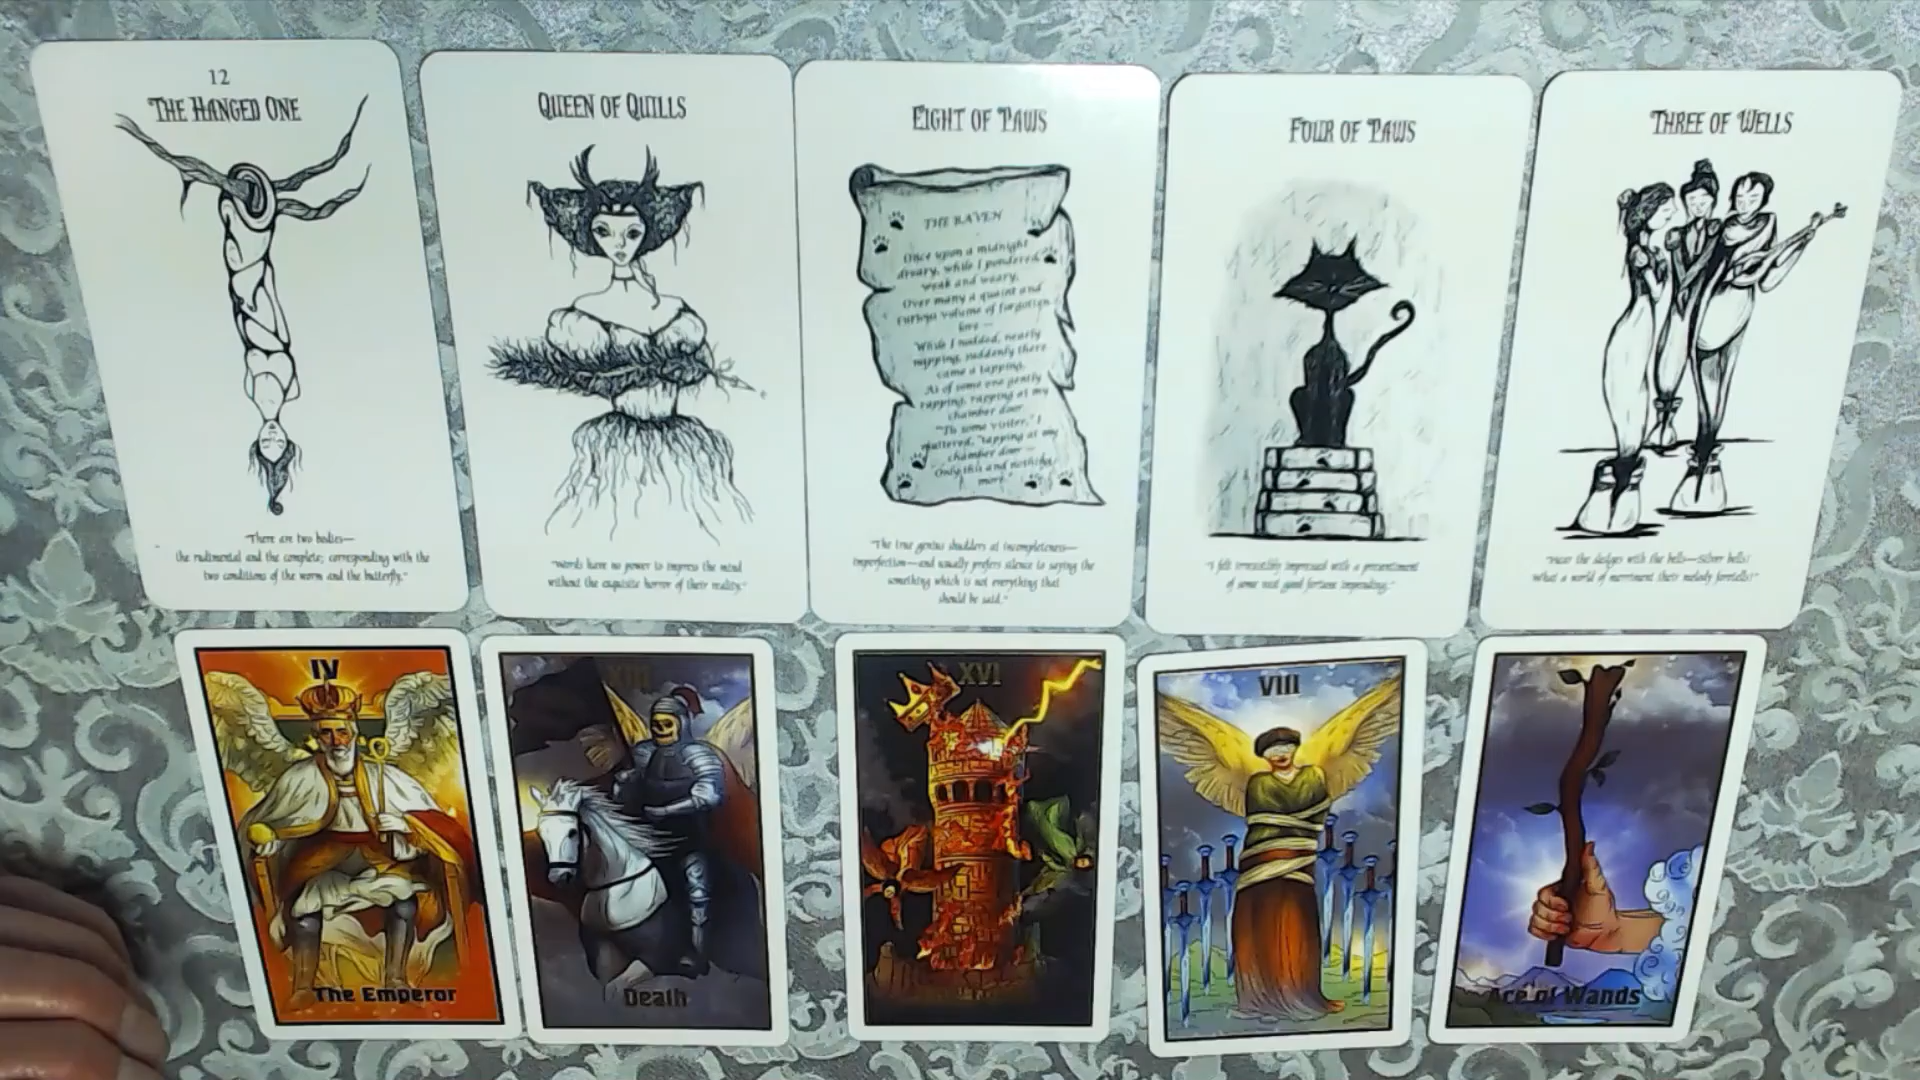 12
THE HANGED ONE
"There are two bodies—
the rudimental and the complete; corresponding with the
two conditions of the worm and the butterfly."
QUEEN OF QUILLS
"Words have no power to impress the mind
without the exquisite horror of their reality."
EIGHT OF PAWS
THE RAVEN
Once upon a midnight
dreary, while I pondered,
weak and weary,
Over many a quaint and
curious volume of forgotten
lore —
While I nodded, nearly
napping, suddenly there
came a tapping,
As of some one gently
rapping, rapping at my
chamber door.
"'Tis some visiter," I
muttered, "tapping at my
chamber door —
Only this and nothing
more."
"The true genius shudders at incompleteness—
imperfection—and usually prefers silence to saying the
something which is not everything that
should be said."
FOUR OF PAWS
"I felt irresistibly impressed with a presentiment
of some vast good fortune impending."
THREE OF WELLS
"Hear the sledges with the bells—Silver bells!
What a world of merriment their melody foretells!"
IV
The Emperor
XIII
Death
XVI
VIII
Ace of Wands